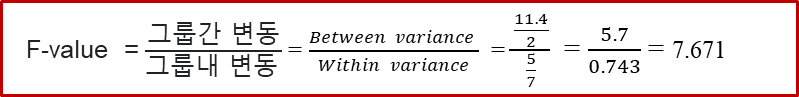 F-value = 그룹간 변동/그룹내 변동 = Between variance/Within variance = (11.4/2)/(5/7) = 5.7/0.743 = 7.671